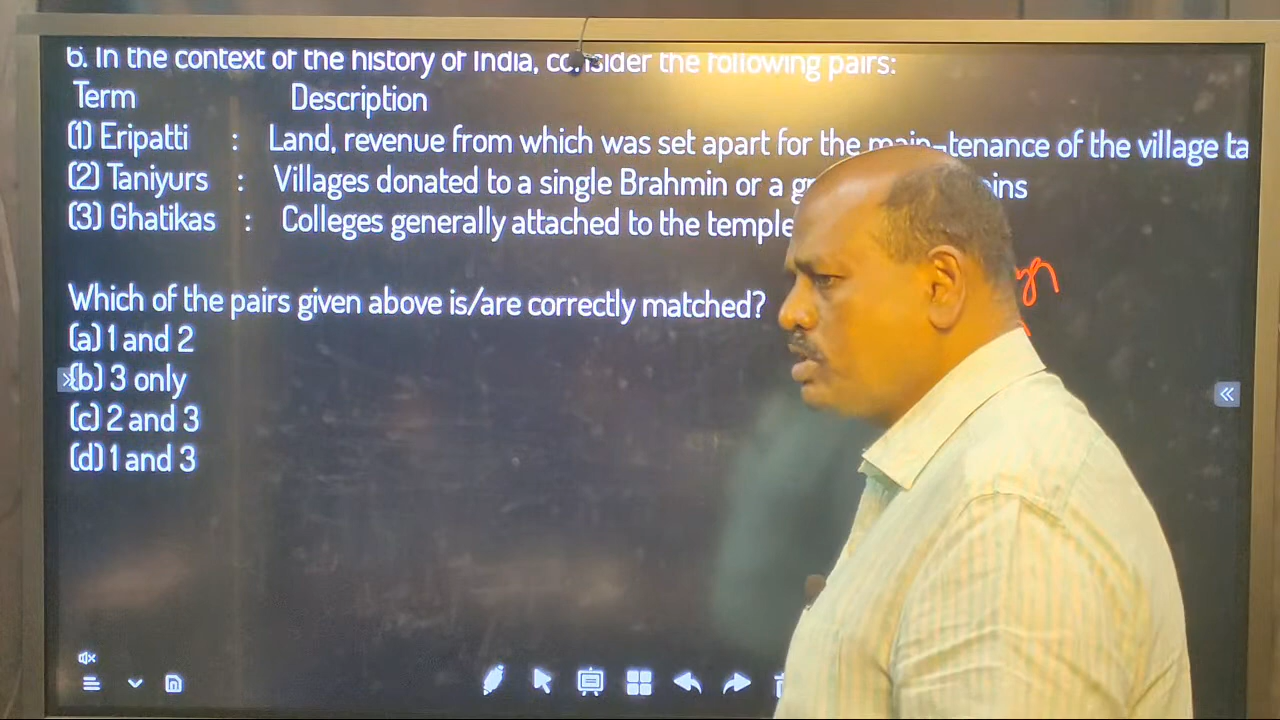 6. In the context of the history of India, consider the following pairs:
Term Description
(1) Eripatti : Land, revenue from which was set apart for the main-tenance of the village ta
(2) Taniyurs : Villages donated to a single Brahmin or a
(3) Ghatikas : Colleges generally attached to the temple
Which of the pairs given above is/are correctly matched?
(a) 1 and 2
(b) 3 only
(c) 2 and 3
(d) 1 and 3